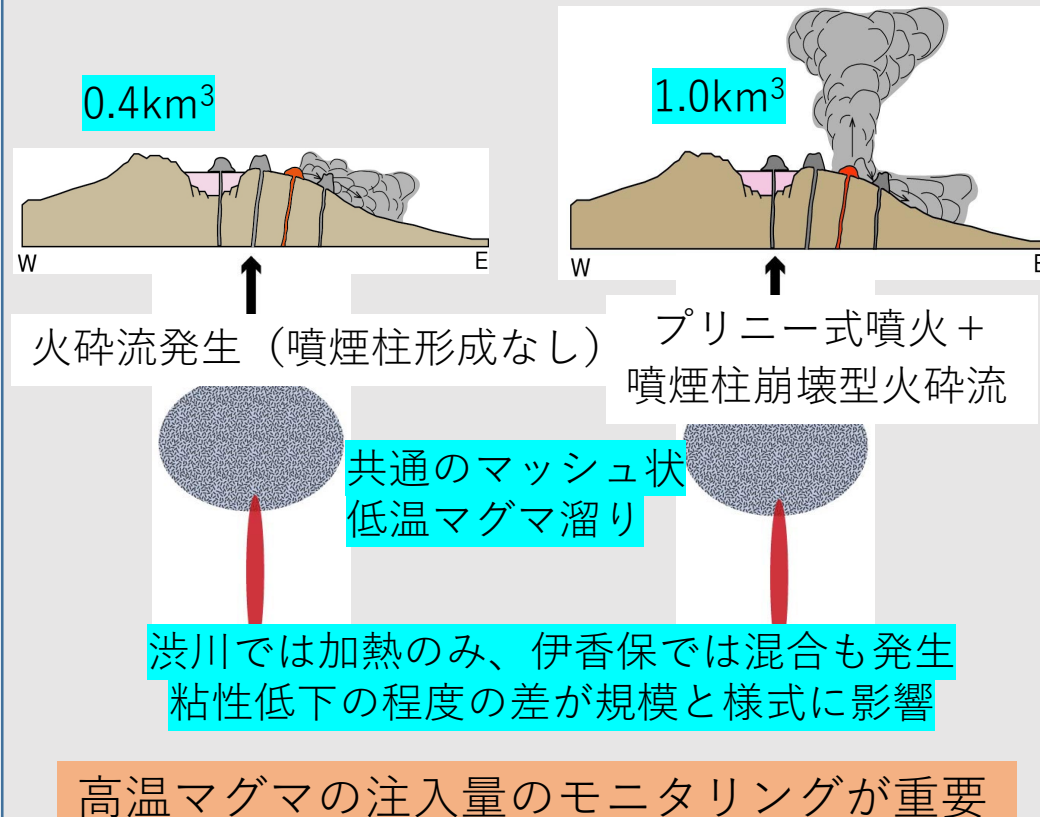 0.4km³
1.0km³
W
E
W
E
火砕流発生（噴煙柱形成なし）
プリニー式噴火＋
噴煙柱崩壊型火砕流
共通のマッシュ状
低温マグマ溜り
渋川では加熱のみ、伊香保では混合も発生
粘性低下の程度の差が規模と様式に影響
高温マグマの注入量のモニタリングが重要